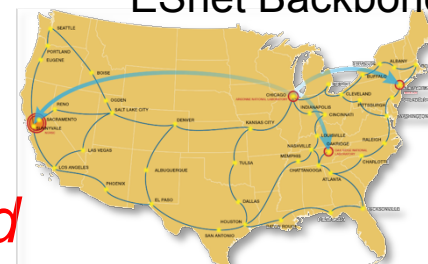 ESnet Backbone
SEATTLE
PORTLAND
EUGENE
BOISE
ALBANY
SYRACUSE
BUFFALO
CHICAGO
CLEVELAND
RENO
OGDEN
SALT LAKE CITY
SACRAMENTO
SUNNYVALE
INDIANAPOLIS
PITTSBURGH
CINCINNATI
DENVER
KANSAS CITY
LOUISVILLE
LAS VEGAS
NASHVILLE
RALEIGH
TULSA
MEMPHIS
CHARLOTTE
LOS ANGELES
ALBUQUERQUE
CHATTANOOGA
ATLANTA
PHOENIX
DALLAS
EL PASO
JACKSONVILLE
HOUSTON
SAN ANTONIO
d